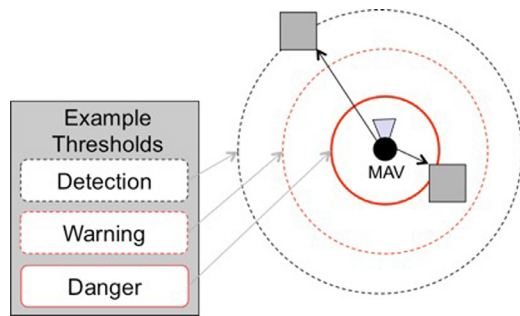 Example
Thresholds
Detection
Warning
Danger
MAV